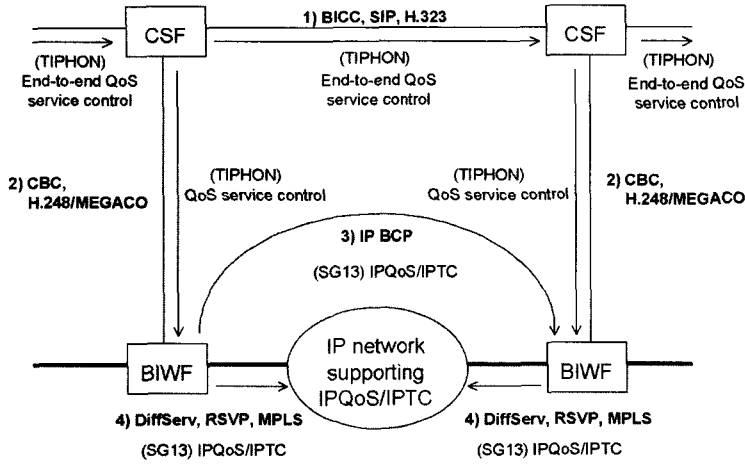 1) BICC, SIP, H.323
CSF
CSF
(TIPHON)
End-to-end QoS
service control
(TIPHON)
End-to-end QoS
service control
(TIPHON)
End-to-end QoS
service control
2) CBC,
H.248/MEGACO
(TIPHON)
QoS service control
(TIPHON)
QoS service control
2) CBC,
H.248/MEGACO
3) IP BCP
(SG13) IPQoS/IPTC
BIWF
IP network
supporting
IPQoS/IPTC
BIWF
4) DiffServ, RSVP, MPLS
(SG13) IPQoS/IPTC
4) DiffServ, RSVP, MPLS
(SG13) IPQoS/IPTC